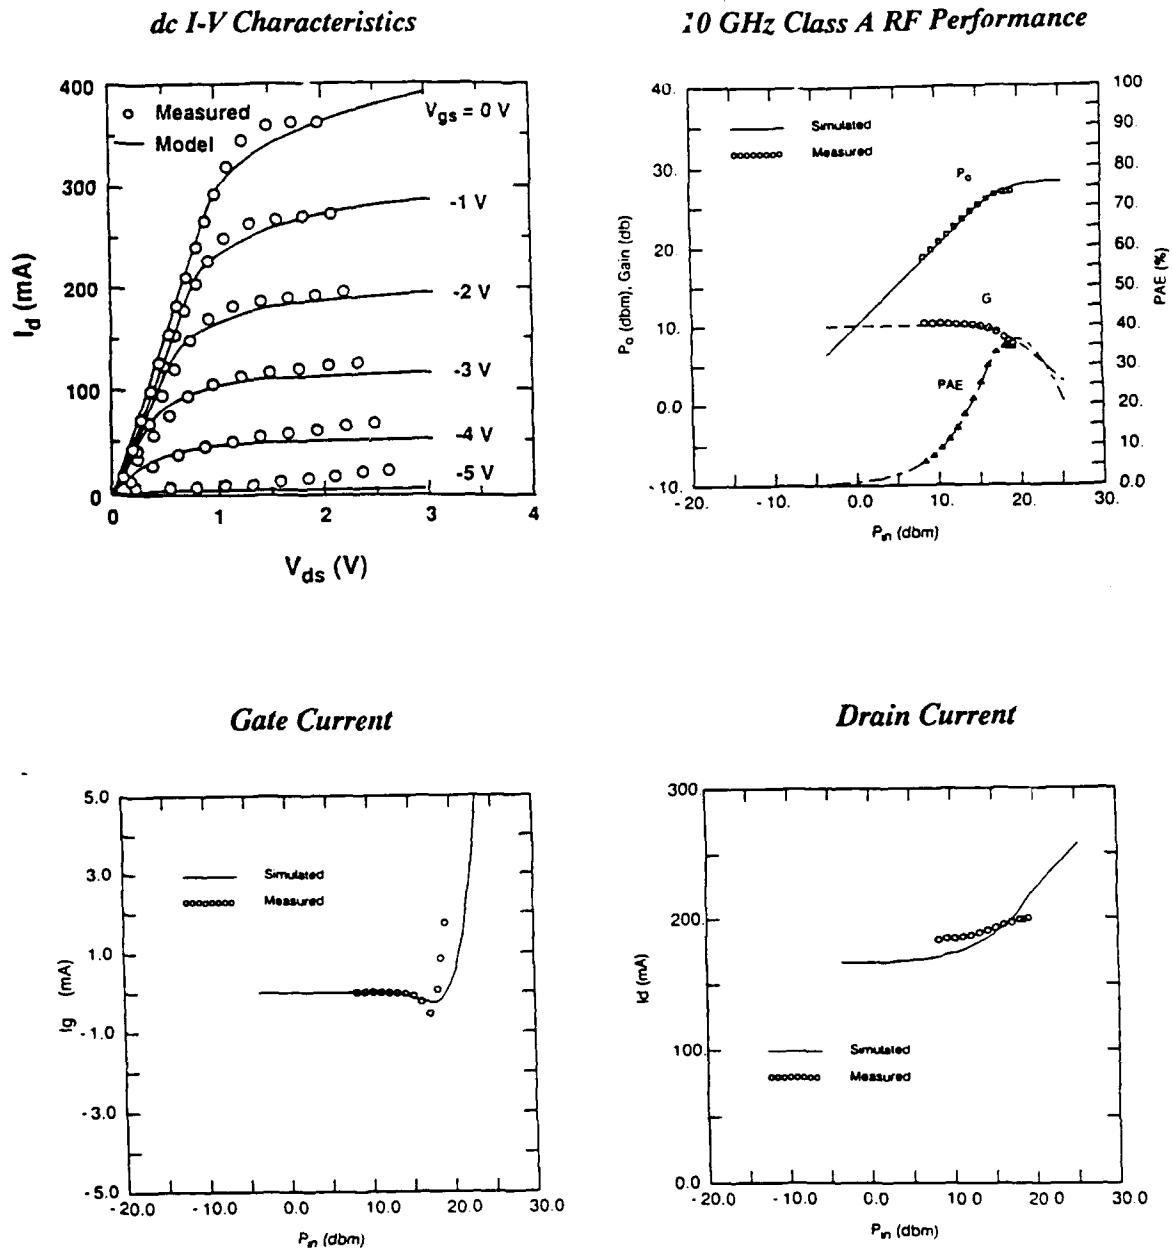 dc I-V Characteristics
10 GHz Class A RF Performance
400
300
200
100
0
Measured
Model
Vgs = 0 V
-1 V
-2 V
-3 V
-4 V
-5 V
0 1 2 3 4
Id (mA)
Vds (V)
40.
30.
20.
10.
0.0
-10.
100
90.
80.
70.
60.
50.
40.
30.
20.
10.
0.0
Simulated
Measured
Po
G
PAE
-20. -10. 0.0 10. 20. 30.
Po (dbm), Gain (db)
PAE (%)
Pin (dbm)
Gate Current
Drain Current
5.0
3.0
1.0
-1.0
-3.0
-5.0
Simulated
Measured
-20.0 -10.0 0.0 10.0 20.0 30.0
Ig (mA)
Pin (dbm)
300
250
200.
150
100.
50
0.0
Simulated
Measured
-20.0 -10.0 0.0 10.0 20 0 30.0
Id (mA)
Pin (dbm)